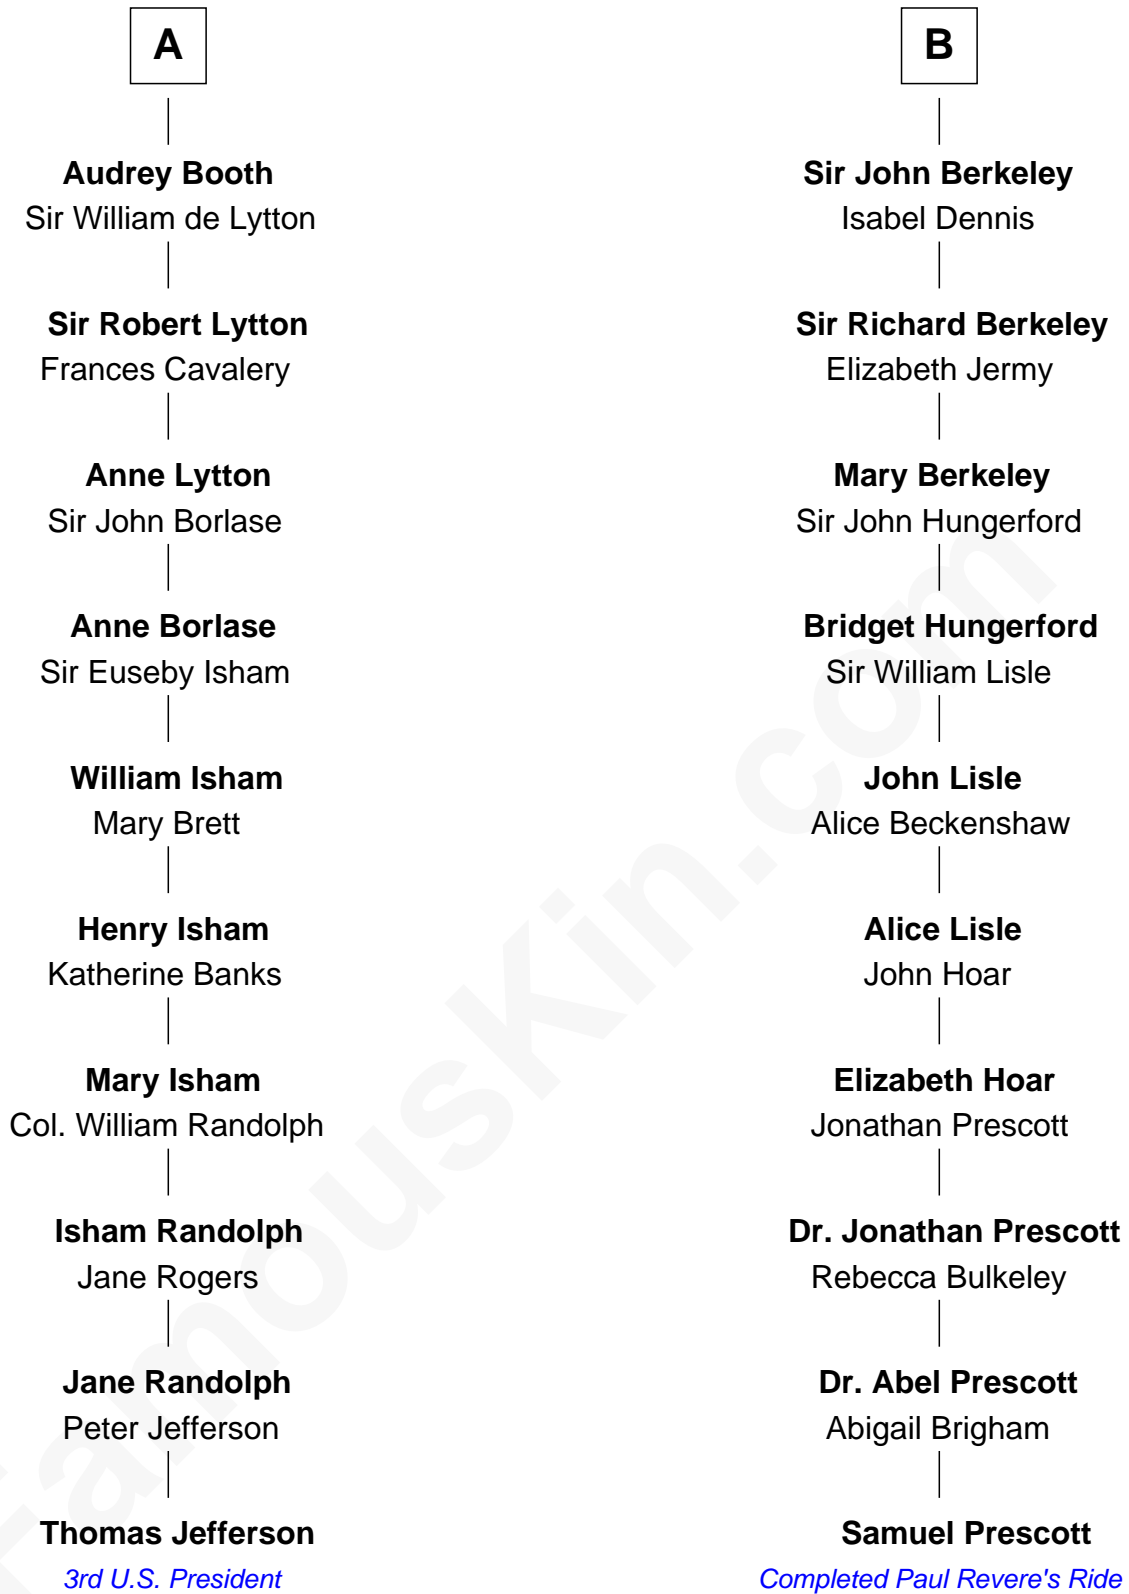 A
Audrey Booth
Sir William de Lytton
Sir Robert Lytton
Frances Cavalery
Anne Lytton
Sir John Borlase
Anne Borlase
Sir Euseby Isham
William Isham
Mary Brett
Henry Isham
Katherine Banks
Mary Isham
Col. William Randolph
Isham Randolph
Jane Rogers
Jane Randolph
Peter Jefferson
Thomas Jefferson
3rd U.S. President
B
Sir John Berkeley
Isabel Dennis
Sir Richard Berkeley
Elizabeth Jermy
Mary Berkeley
Sir John Hungerford
Bridget Hungerford
Sir William Lisle
John Lisle
Alice Beckenshaw
Alice Lisle
John Hoar
Elizabeth Hoar
Jonathan Prescott
Dr. Jonathan Prescott
Rebecca Bulkeley
Dr. Abel Prescott
Abigail Brigham
Samuel Prescott
Completed Paul Revere's Ride
FamousKin.com